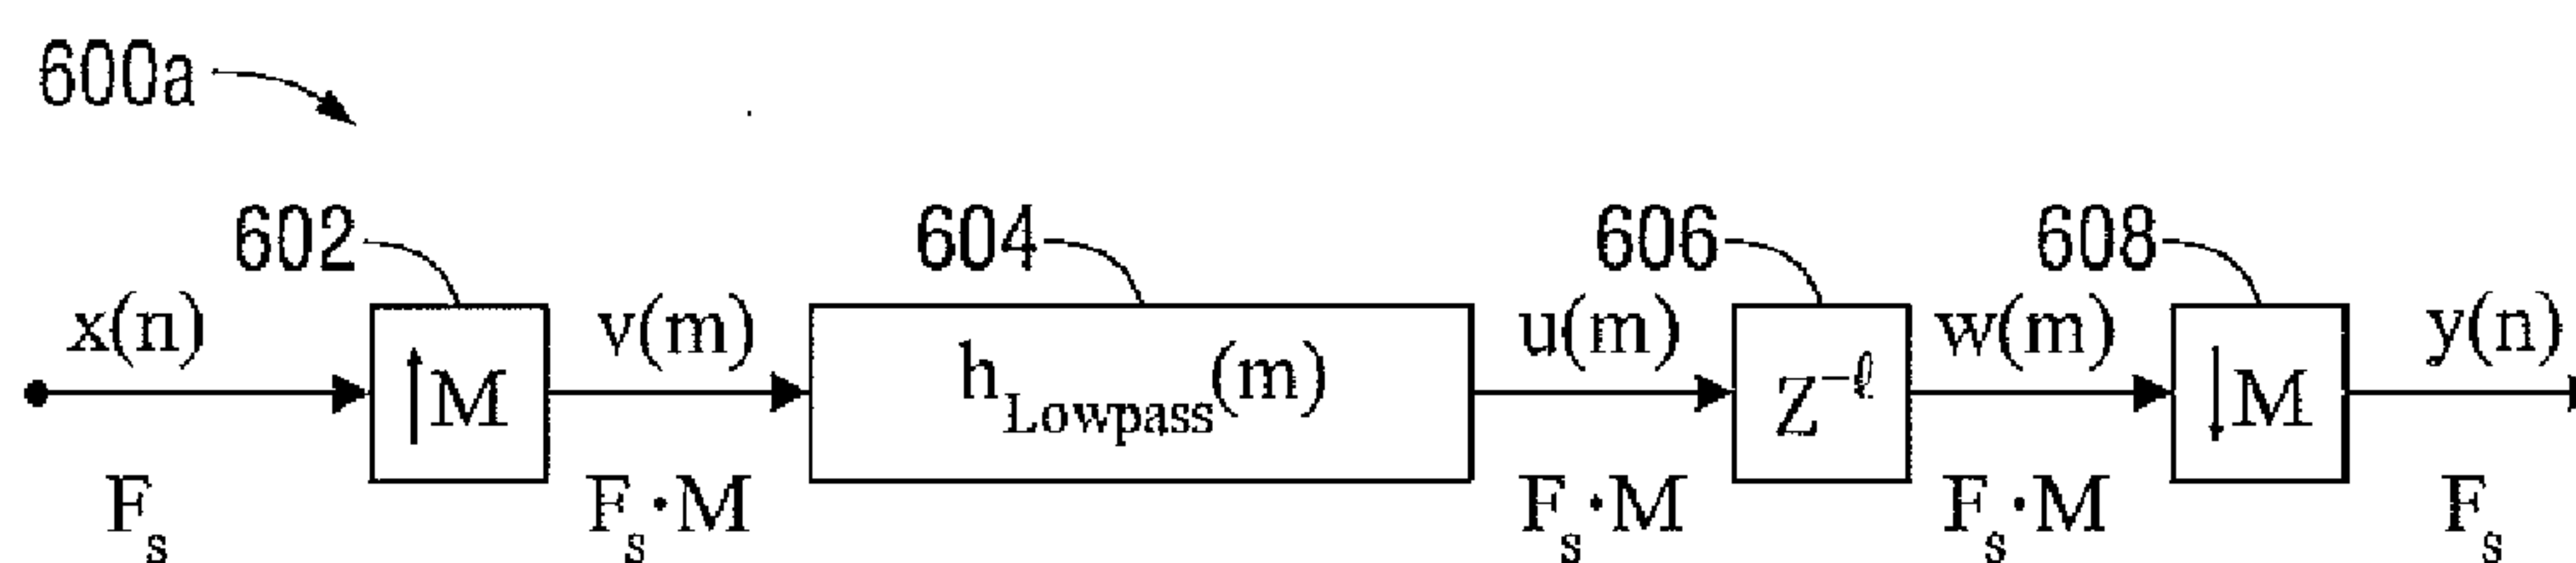 600a
602 604 606 608
x(n) v(m) u(m) w(m) y(n)
↑M h_Lowpass(m) Z^{-ℓ} ↓M
F_s F_s·M F_s·M F_s·M F_s